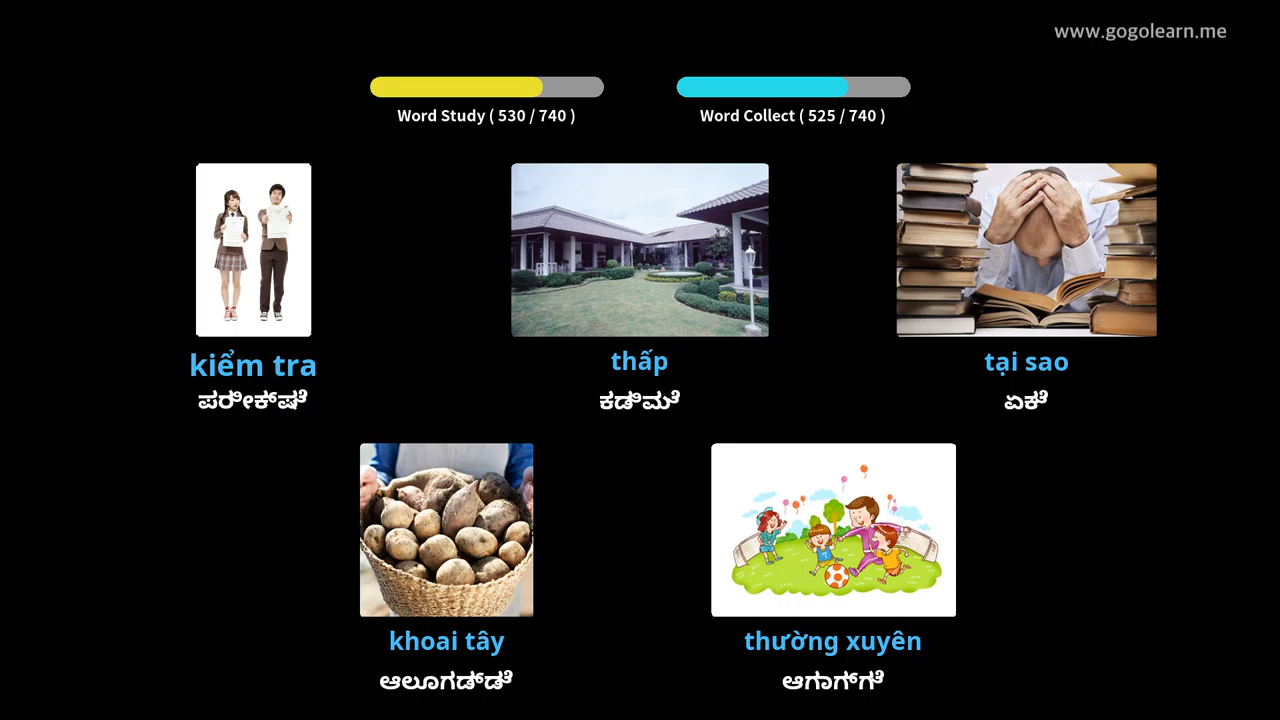 www.gogolearn.me
Word Study ( 530 / 740 )
Word Collect ( 525 / 740 )
kiểm tra
ಪರೀಕ್ಷೆ
thấp
ಕಡಿಮೆ
tại sao
ಏಕೆ
khoai tây
ಆಲೂಗಡ್ಡೆ
thường xuyên
ಆಗಾಗ್ಗೆ